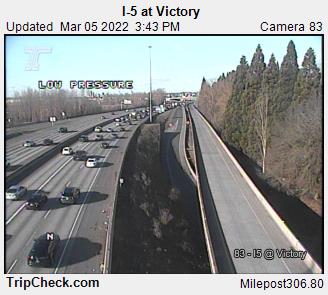 I-5 at Victory
Updated Mar 05 2022 3:43 PM Camera 83
LOW PRESSURE
N
83 - I5 @ Victory
TripCheck.com Milepost306.80